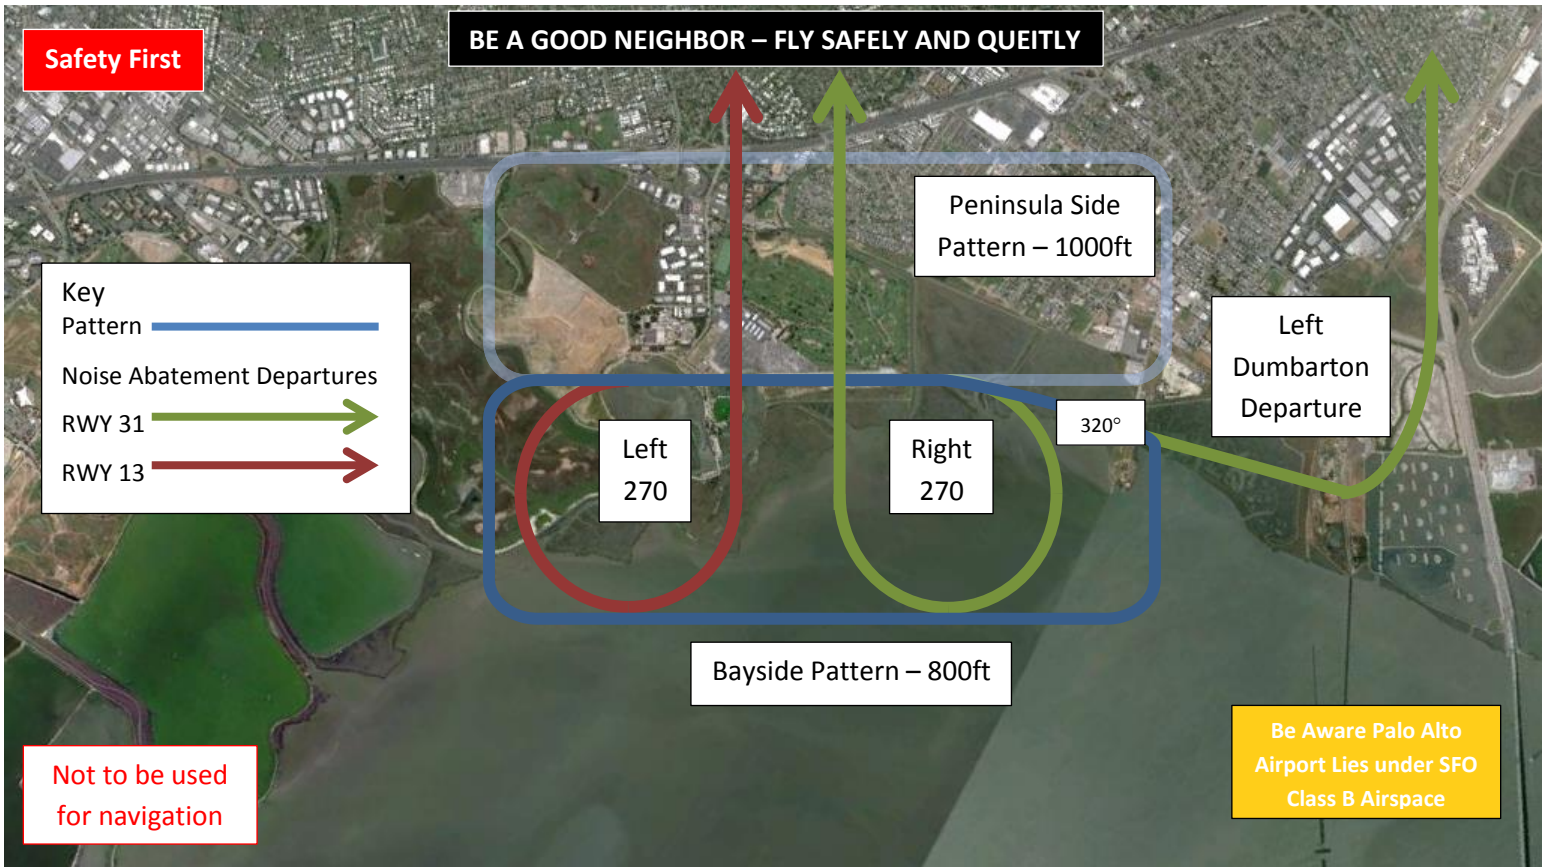 Safety First
BE A GOOD NEIGHBOR – FLY SAFELY AND QUEITLY
Peninsula Side
Pattern – 1000ft
Key
Pattern
Noise Abatement Departures
RWY 31
RWY 13
Left
Dumbarton
Departure
320°
Left
270
Right
270
Bayside Pattern – 800ft
Not to be used
for navigation
Be Aware Palo Alto
Airport Lies under SFO
Class B Airspace